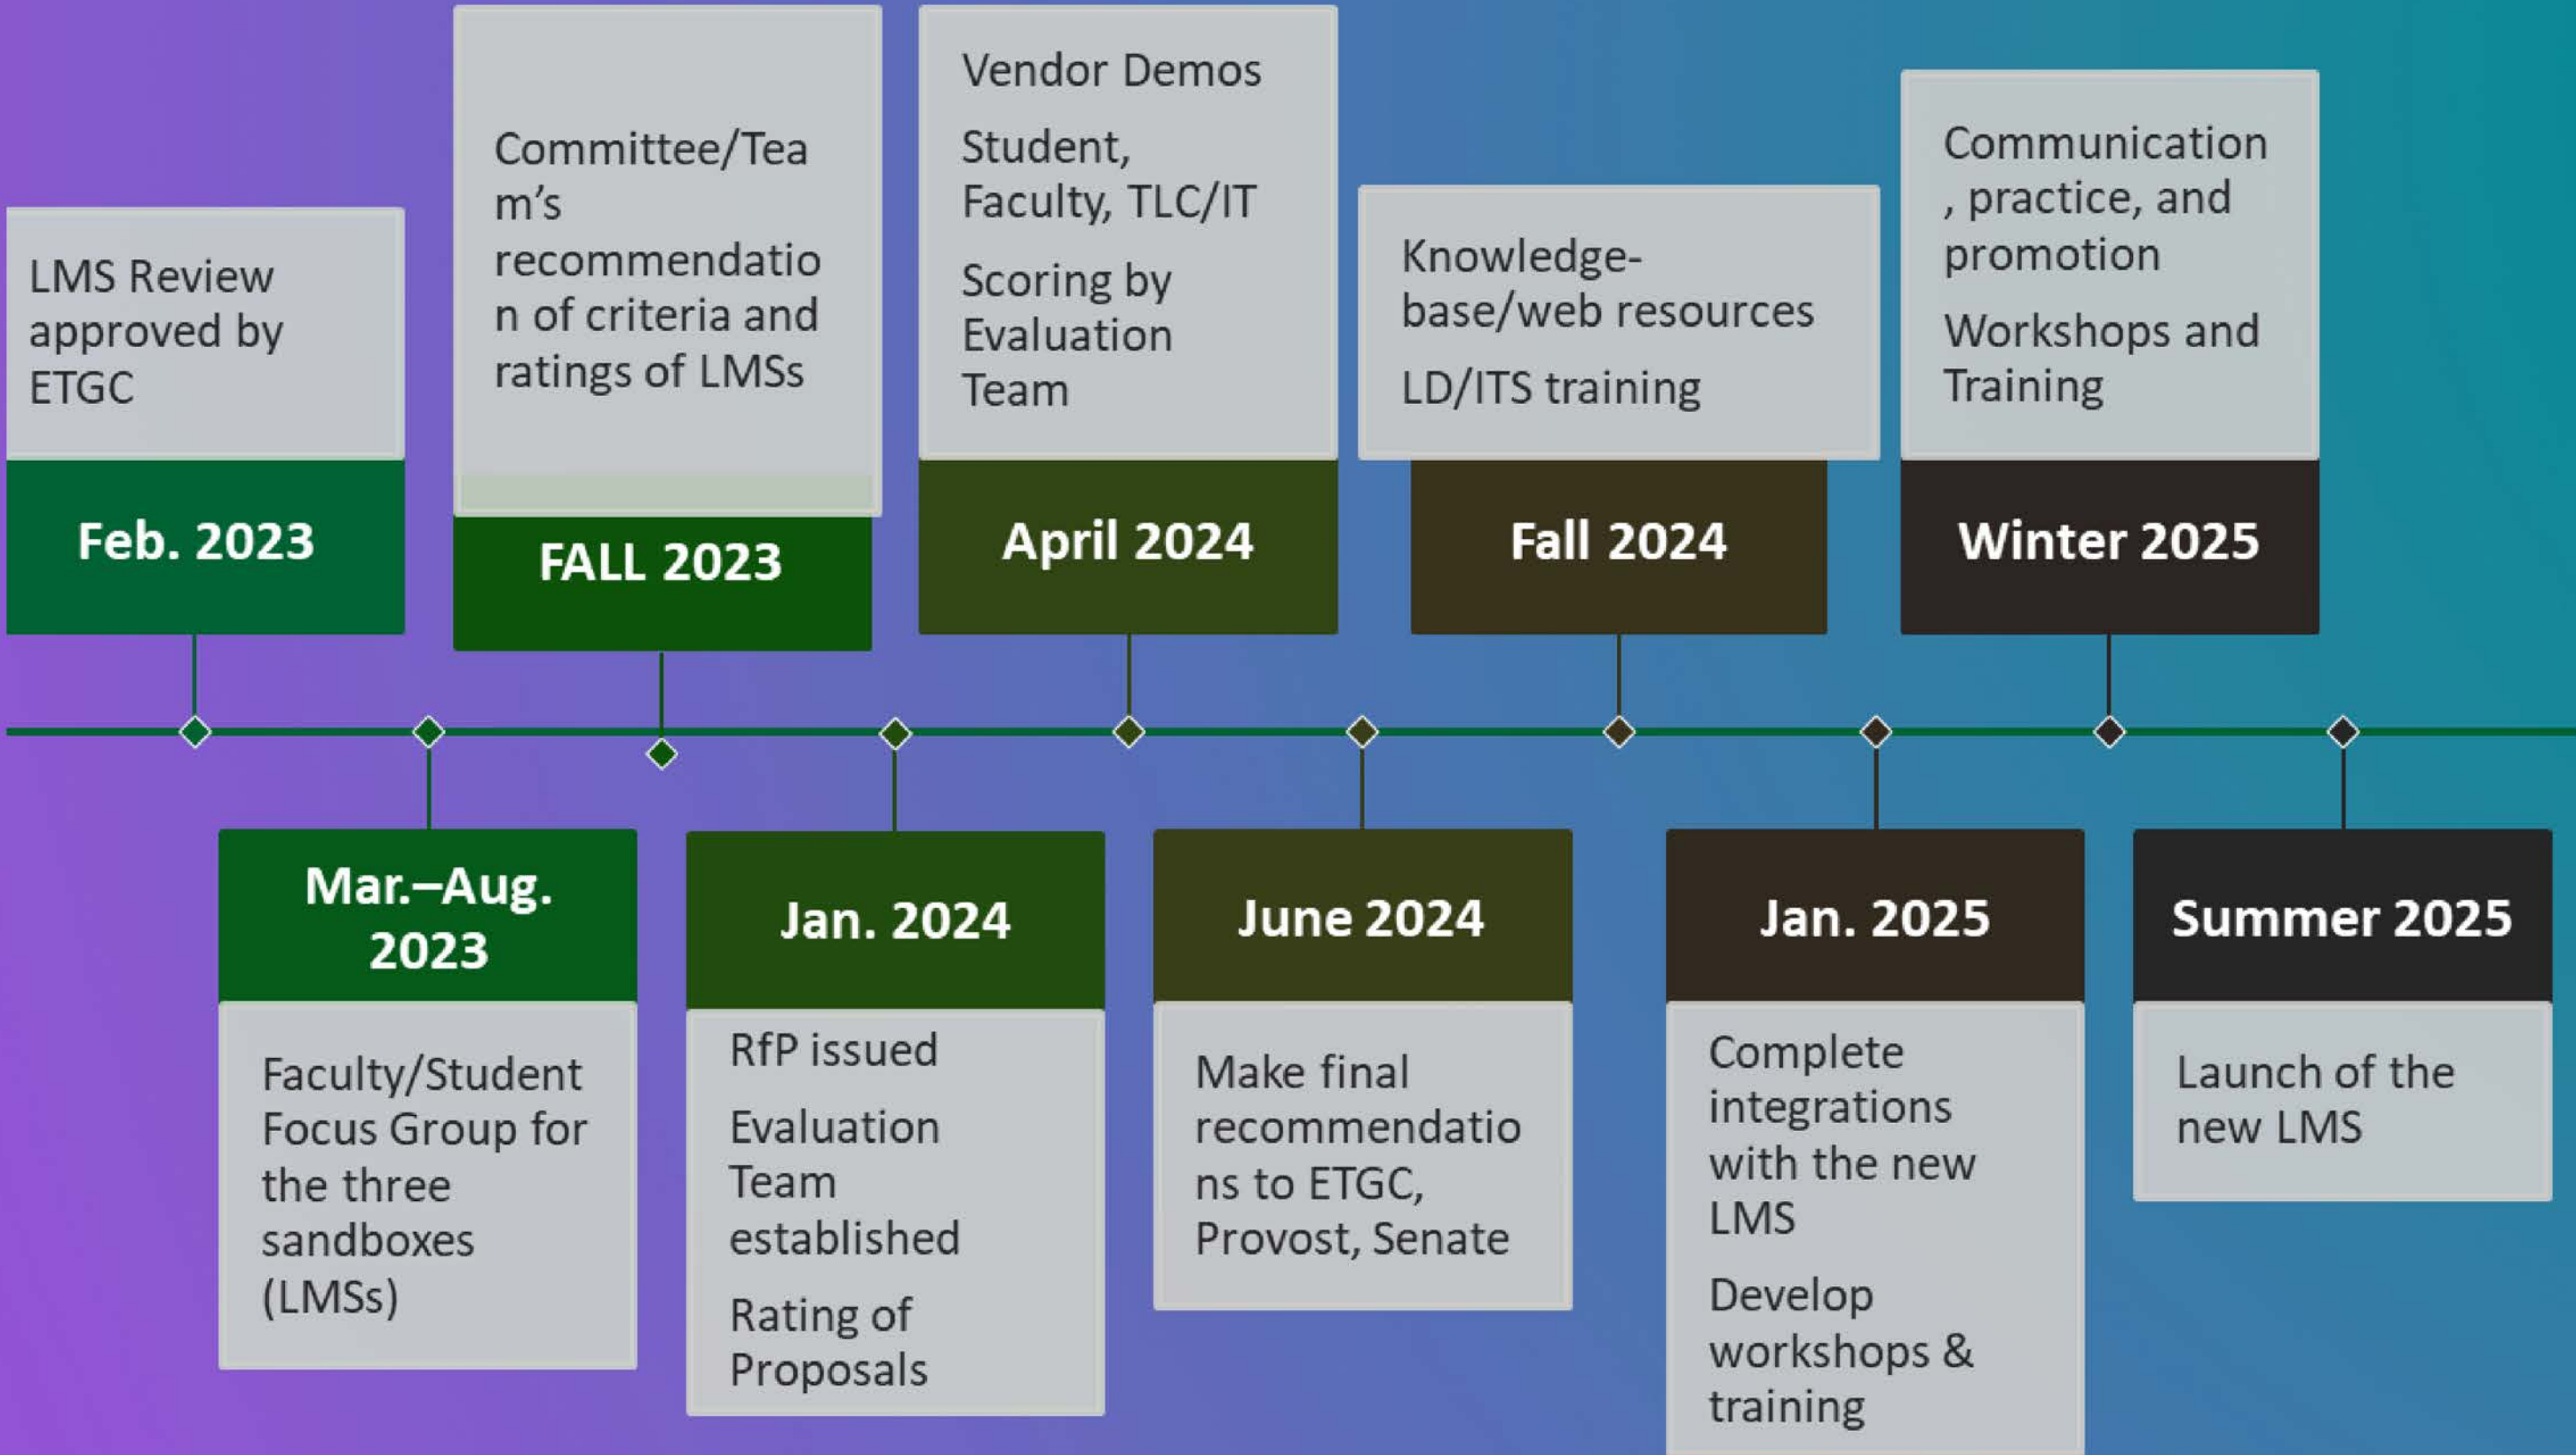 LMS Review
approved by
ETGC
Feb. 2023
Mar.–Aug.
2023
Faculty/Student
Focus Group for
the three
sandboxes
(LMSs)
Committee/Tea
m’s
recommendatio
n of criteria and
ratings of LMSs
FALL 2023
Jan. 2024
RfP issued
Evaluation
Team
established
Rating of
Proposals
Vendor Demos
Student,
Faculty, TLC/IT
Scoring by
Evaluation
Team
April 2024
June 2024
Make final
recommendatio
ns to ETGC,
Provost, Senate
Knowledge-
base/web resources
LD/ITS training
Fall 2024
Jan. 2025
Complete
integrations
with the new
LMS
Develop
workshops &
training
Communication
, practice, and
promotion
Workshops and
Training
Winter 2025
Summer 2025
Launch of the
new LMS